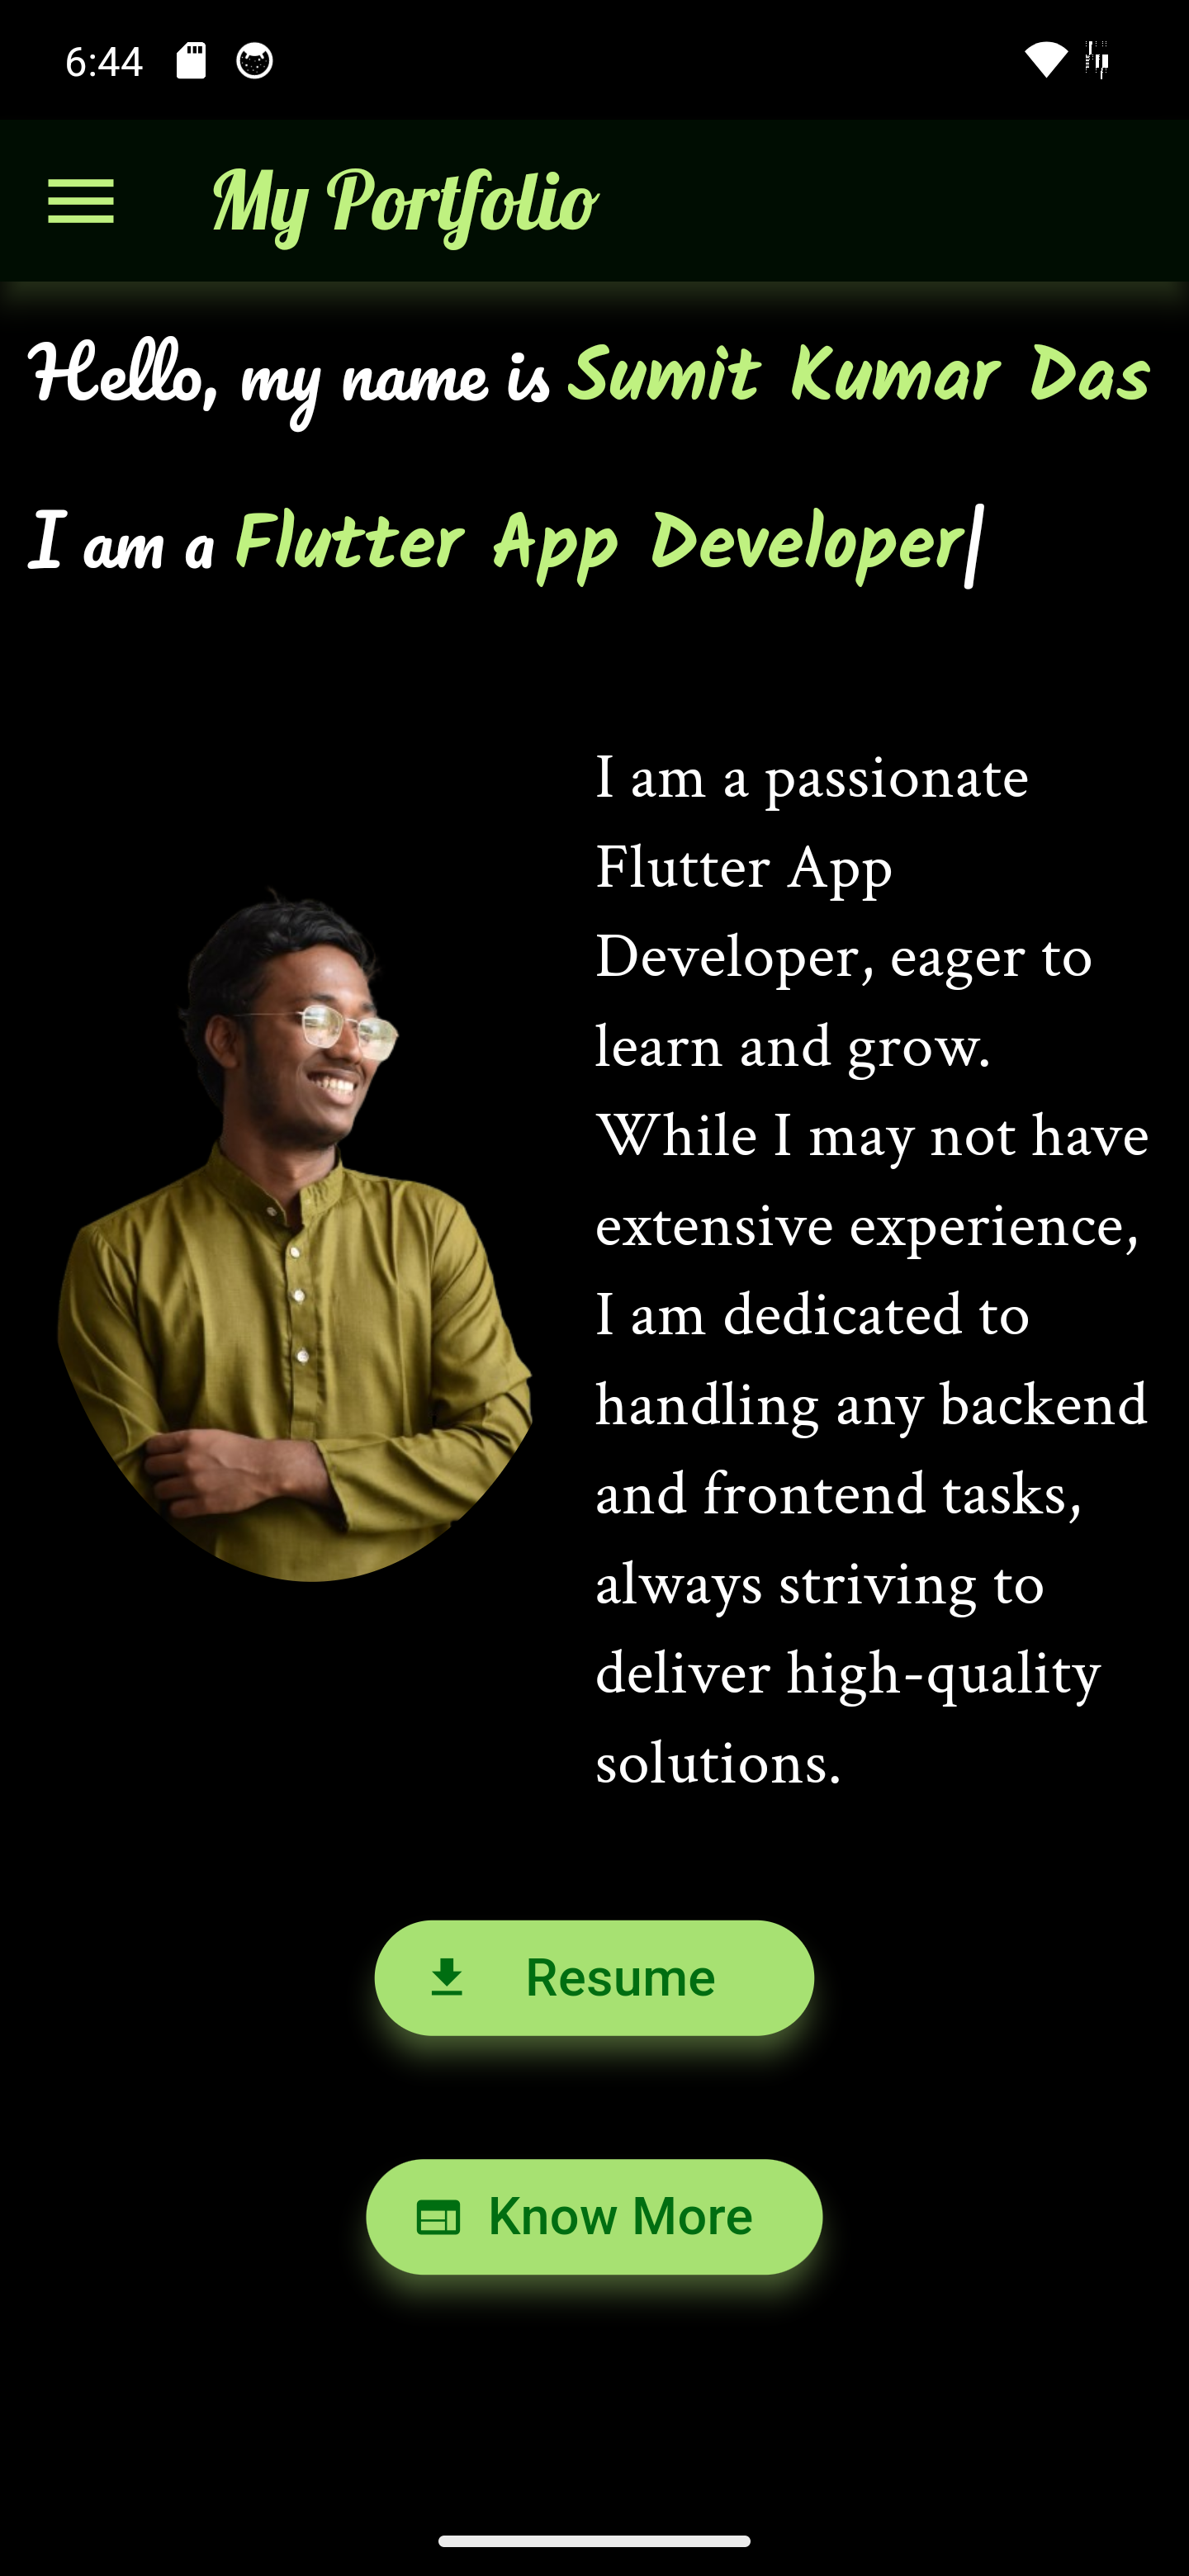 6:44
My Portfolio
Hello, my name is Sumit Kumar Das
I am a Flutter App Developer|
I am a passionate
Flutter App
Developer, eager to
learn and grow.
While I may not have
extensive experience,
I am dedicated to
handling any backend
and frontend tasks,
always striving to
deliver high-quality
solutions.
Resume
Know More